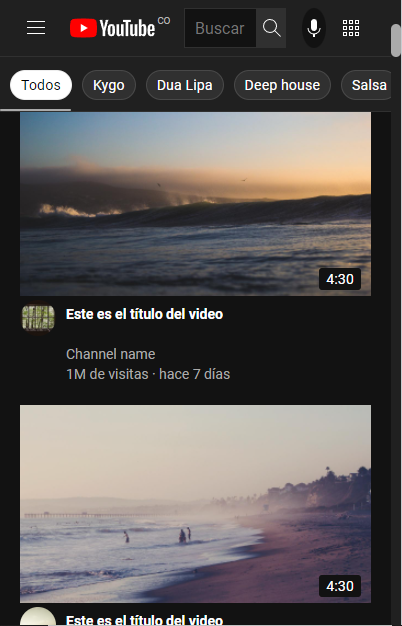 YouTube CO
Buscar
Todos Kygo Dua Lipa Deep house Salsa
4:30
Este es el título del video
Channel name
1M de visitas · hace 7 días
4:30
Este es el título del video